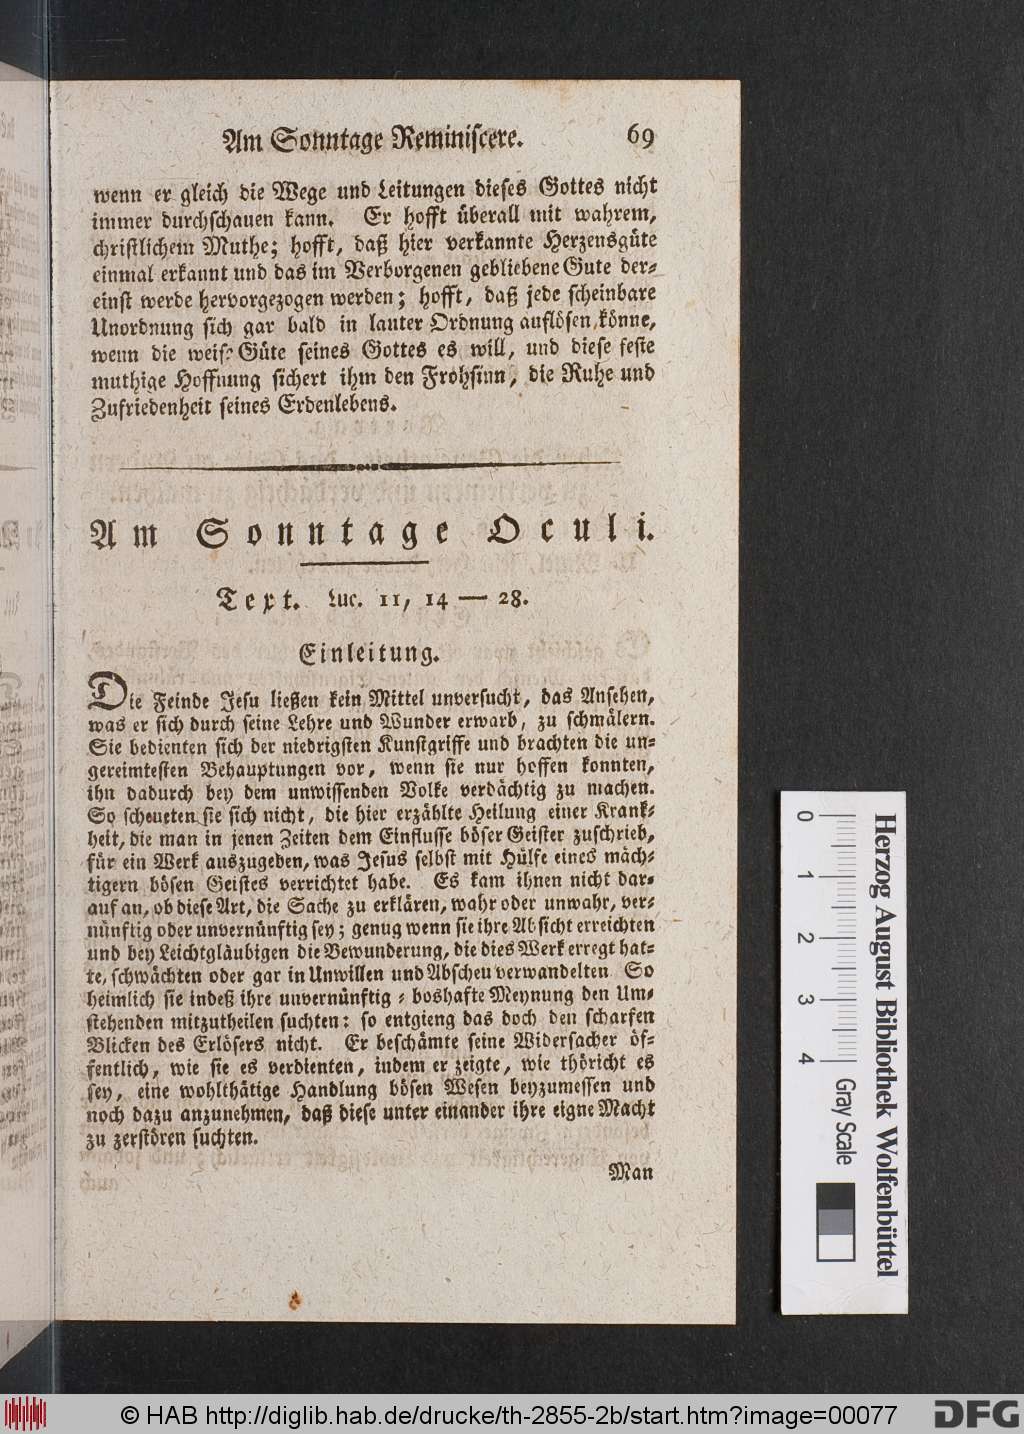 Am Sonntage Reminiscere. 69
wenn er gleich die Wege und Leitungen dieses Gottes nicht
immer durchschauen kann. Er hofft überall mit wahrem,
christlichem Muthe; hofft, daß hier verkannte Herzensgüte
einmal erkannt und das im Verborgenen gebliebene Gute der-
einst werde hervorgezogen werden; hofft, daß jede scheinbare
Unordnung sich gar bald in lauter Ordnung auflösen könne,
wenn die weise Güte seines Gottes es will, und diese feste
muthige Hoffnung sichert ihm den Frohsinn, die Ruhe und
Zufriedenheit seines Erdenlebens.
Am Sonntage Oculi.
Text. Luc. 11, 14 — 28.
Einleitung.
Die Feinde Jesu ließen kein Mittel unversucht, das Ansehen,
was er sich durch seine Lehre und Wunder erwarb, zu schmälern.
Sie bedienten sich der niedrigsten Kunstgriffe und brachten die un-
gereimtesten Behauptungen vor, wenn sie nur hoffen konnten,
ihn dadurch bey dem unwissenden Volke verdächtig zu machen.
So scheueten sie sich nicht, die hier erzählte Heilung einer Krank-
heit, die man in jenen Zeiten dem Einflusse böser Geister zuschrieb,
für ein Werk auszugeden, was Jesus selbst mit Hülfe eines mäch-
tigern bösen Geistes verrichtet habe. Es kam ihnen nicht dar-
auf an, ob diese Art, die Sache zu erklären, wahr oder unwahr, ver-
nünftig oder unvernünftig sey; genug wenn sie ihre Absicht erreichten
und bey Leichtgläubigen die Bewunderung, die dies Werk erregt hat-
te, schwächten oder gar in Unwillen und Abscheu verwandelten So
heimlich sie indeß ihre unvernünftig-boshafte Meynung den Um-
stehenden mitzutheilen suchten: so entgieng das doch den scharfen
Blicken des Erlösers nicht. Er beschämte seine Widersacher öf-
fentlich, wie sie es verdienten, indem er zeigte, wie thöricht es
sey, eine wohlthätige Handlung bösen Wesen beyzumessen und
noch dazu anzunehmen, daß diese unter einander ihre eigne Macht
zu zerstören suchten.
Man
0 1 2 3 4 Gray Scale
Herzog August Bibliothek Wolfenbüttel
© HAB http://diglib.hab.de/drucke/th-2855-2b/start.htm?image=00077
DFG